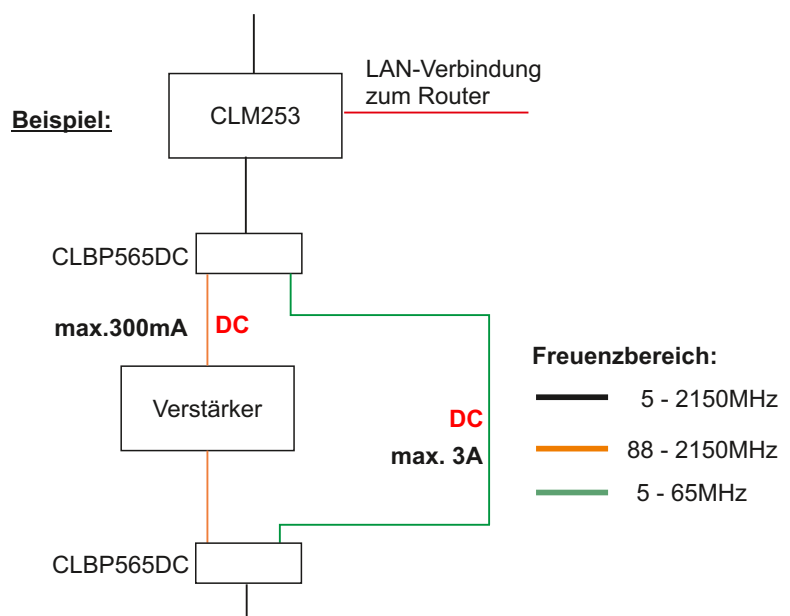 LAN-Verbindung
zum Router
Beispiel:
CLM253
CLBP565DC
max.300mA
DC
Verstärker
DC
max. 3A
CLBP565DC
Freuenzbereich:
5 - 2150MHz
88 - 2150MHz
5 - 65MHz